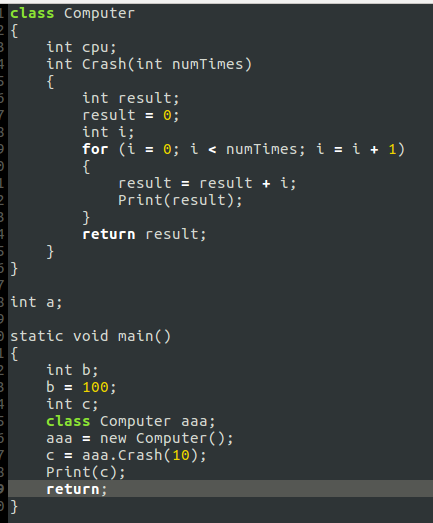 class Computer
{
    int cpu;
    int Crash(int numTimes)
    {
        int result;
        result = 0;
        int i;
        for (i = 0; i < numTimes; i = i + 1)
        {
            result = result + i;
            Print(result);
        }
        return result;
    }
}
int a;
static void main()
{
    int b;
    b = 100;
    int c;
    class Computer aaa;
    aaa = new Computer();
    c = aaa.Crash(10);
    Print(c);
    return;
}